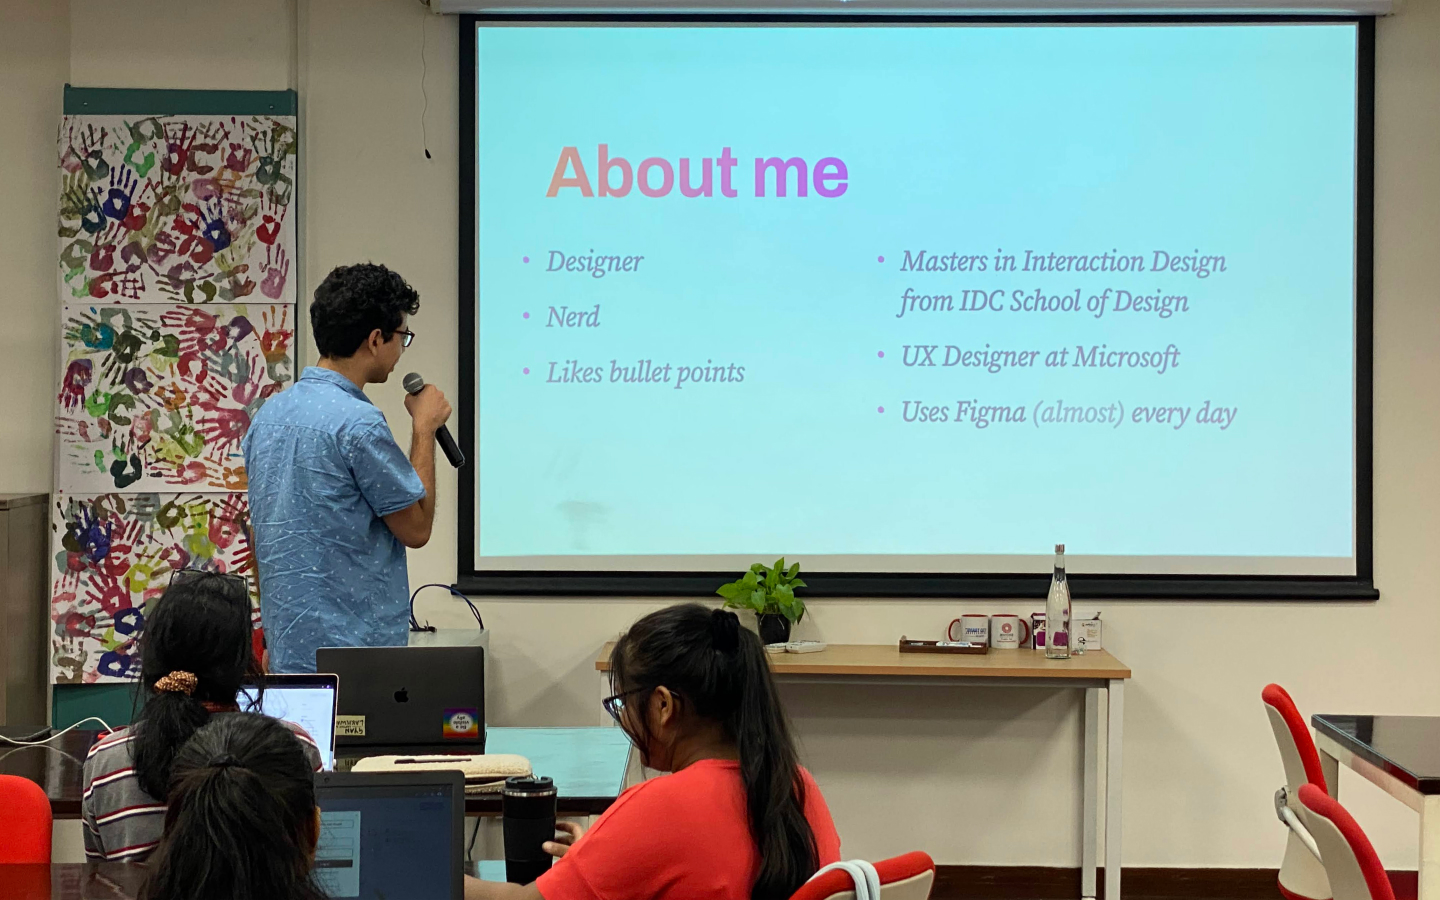 About me
• Designer
• Nerd
• Likes bullet points
• Masters in Interaction Design
from IDC School of Design
• UX Designer at Microsoft
• Uses Figma (almost) every day